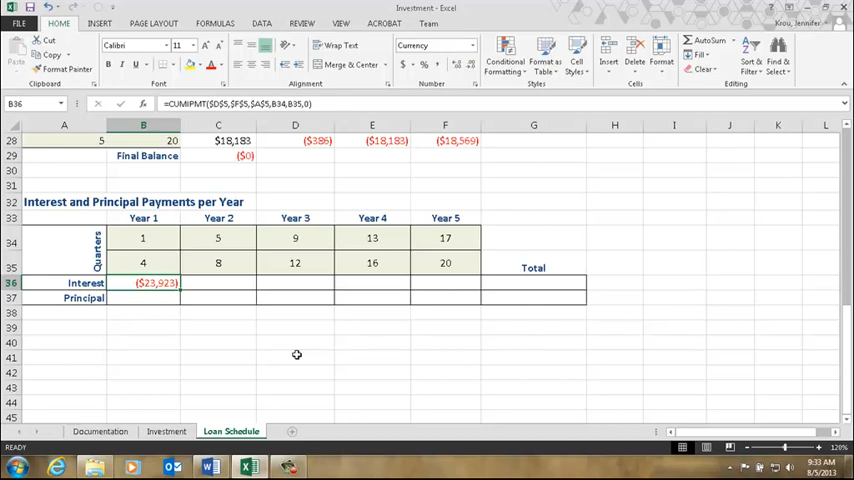 Investment - Excel
FILE HOME INSERT PAGE LAYOUT FORMULAS DATA REVIEW VIEW ACROBAT Team Krou, Jennifer
Cut
Copy
Format Painter
Paste
Clipboard
Calibri 11
B I U
Font
Wrap Text
Merge & Center
Alignment
Currency
$ % ,
Number
Conditional Formatting
Format as Table
Cell Styles
Styles
Insert Delete Format
Cells
AutoSum
Fill
Clear
Sort & Filter
Find & Select
Editing
B36 =CUMIPMT($D$5,$F$5,$A$5,B34,B35,0)
A B C D E F G H I J K L
28 5 20 $18,183 ($386) ($18,183) ($18,569)
29 Final Balance ($0)
30
31
32 Interest and Principal Payments per Year
33 Year 1 Year 2 Year 3 Year 4 Year 5
34 Quarters 1 5 9 13 17
35 4 8 12 16 20 Total
36 Interest ($23,923)
37 Principal
38
39
40
41
42
43
44
45
Documentation Investment Loan Schedule
READY 120%
9:33 AM
8/5/2013